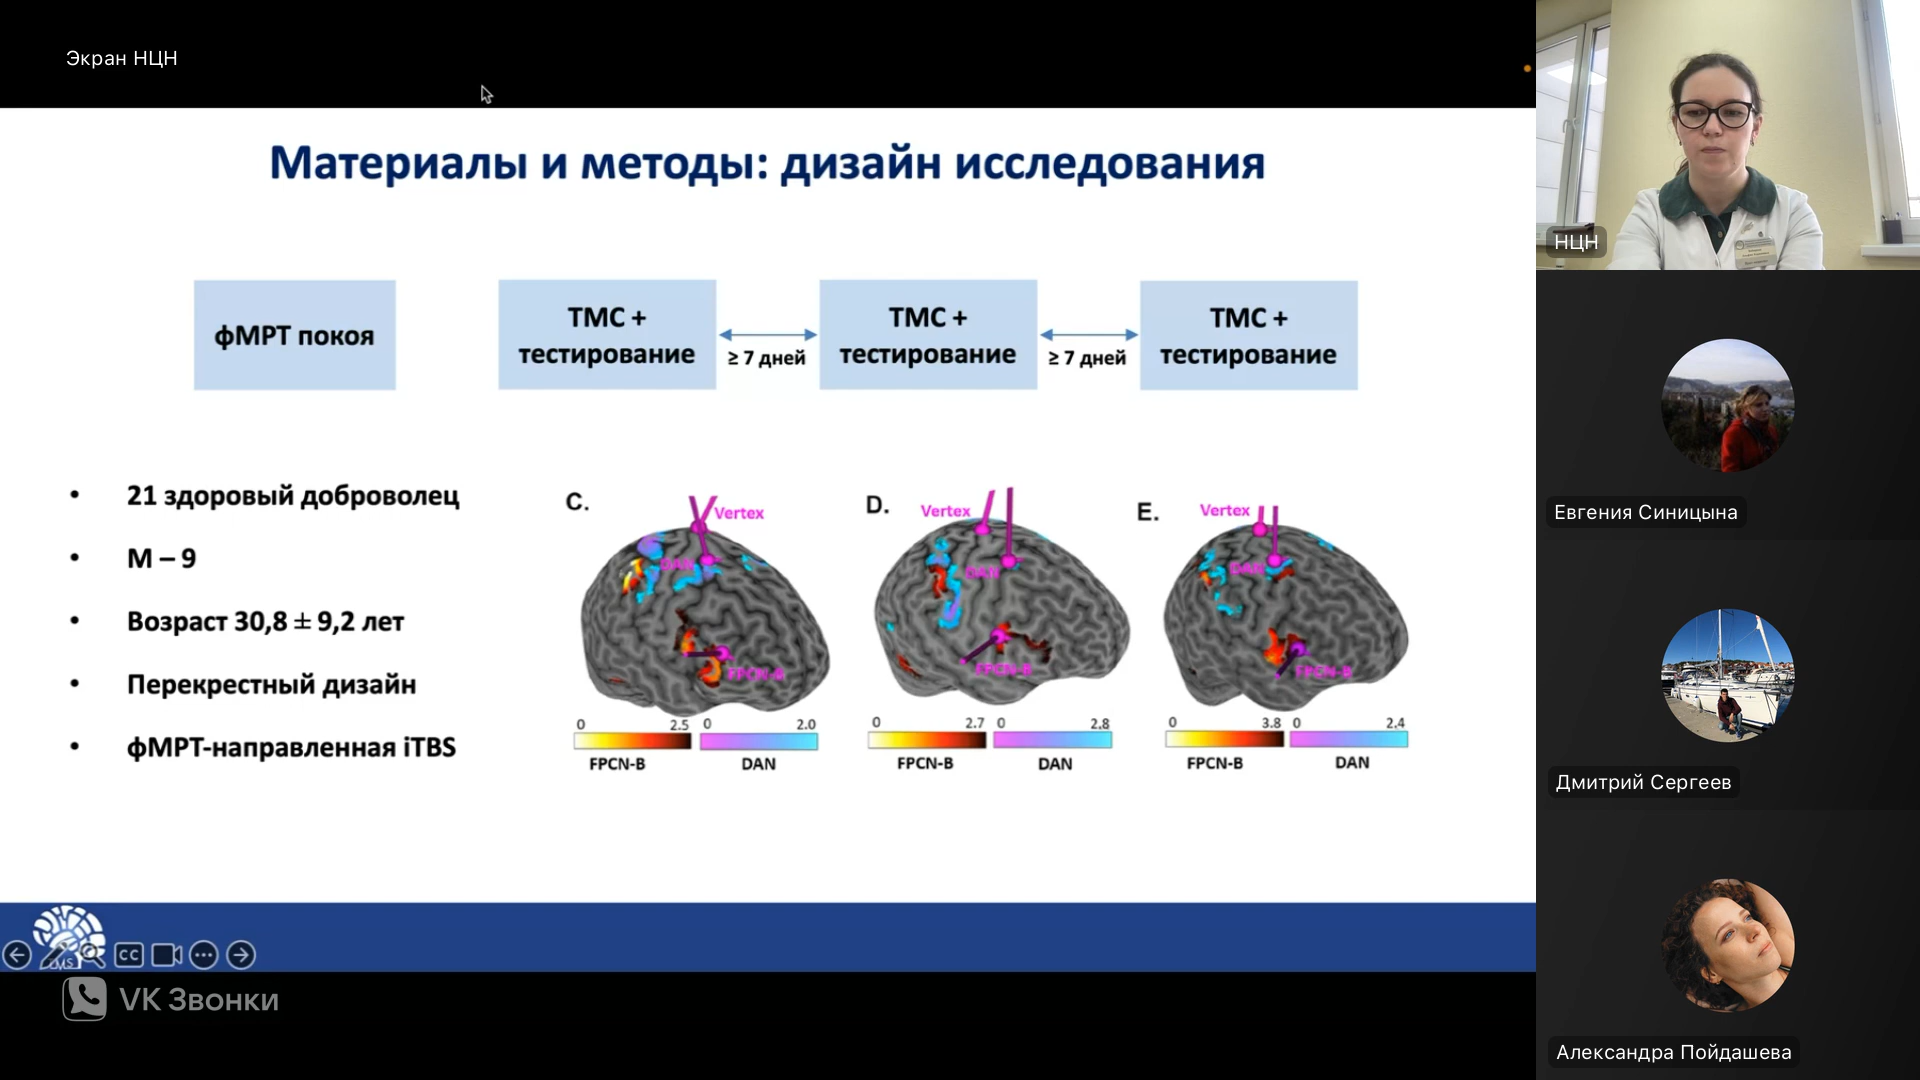 Экран НЦН
Материалы и методы: дизайн исследования
фМРТ покоя
ТМС +
тестирование
≥ 7 дней
ТМС +
тестирование
≥ 7 дней
ТМС +
тестирование
• 21 здоровый доброволец
• М – 9
• Возраст 30,8 ± 9,2 лет
• Перекрестный дизайн
• фМРТ-направленная iTBS
C.
Vertex
DAN
FPCN-B
0 2.5 0 2.0
FPCN-B DAN
D.
Vertex
DAN
FPCN-B
0 2.7 0 2.8
FPCN-B DAN
E.
Vertex
DAN
FPCN-B
0 3.8 0 2.4
FPCN-B DAN
CC
VK Звонки
НЦН
Евгения Синицына
Дмитрий Сергеев
Александра Пойдашева